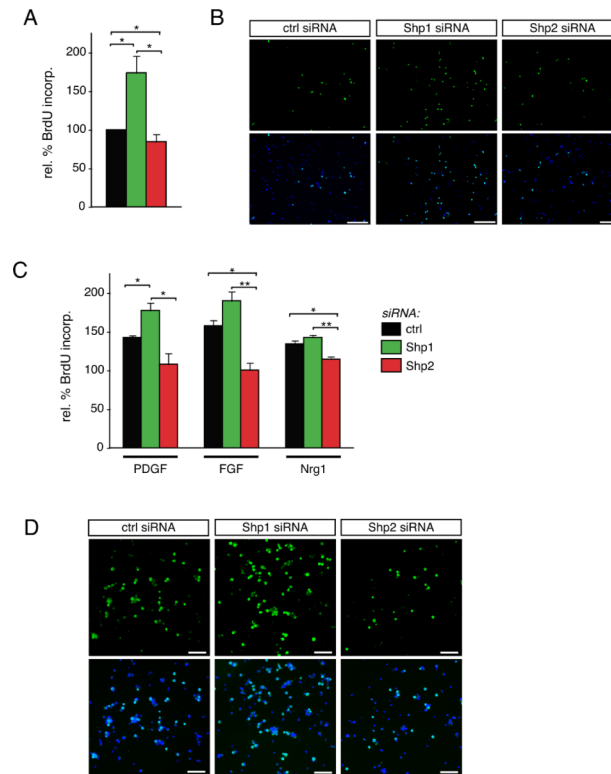 A
* * *
rel. % BrdU incorp.
200
150
100
50
0
B
ctrl siRNA Shp1 siRNA Shp2 siRNA
C
rel. % BrdU incorp.
200
150
100
50
0
* *
* **
* **
PDGF FGF Nrg1
siRNA:
ctrl
Shp1
Shp2
D
ctrl siRNA Shp1 siRNA Shp2 siRNA